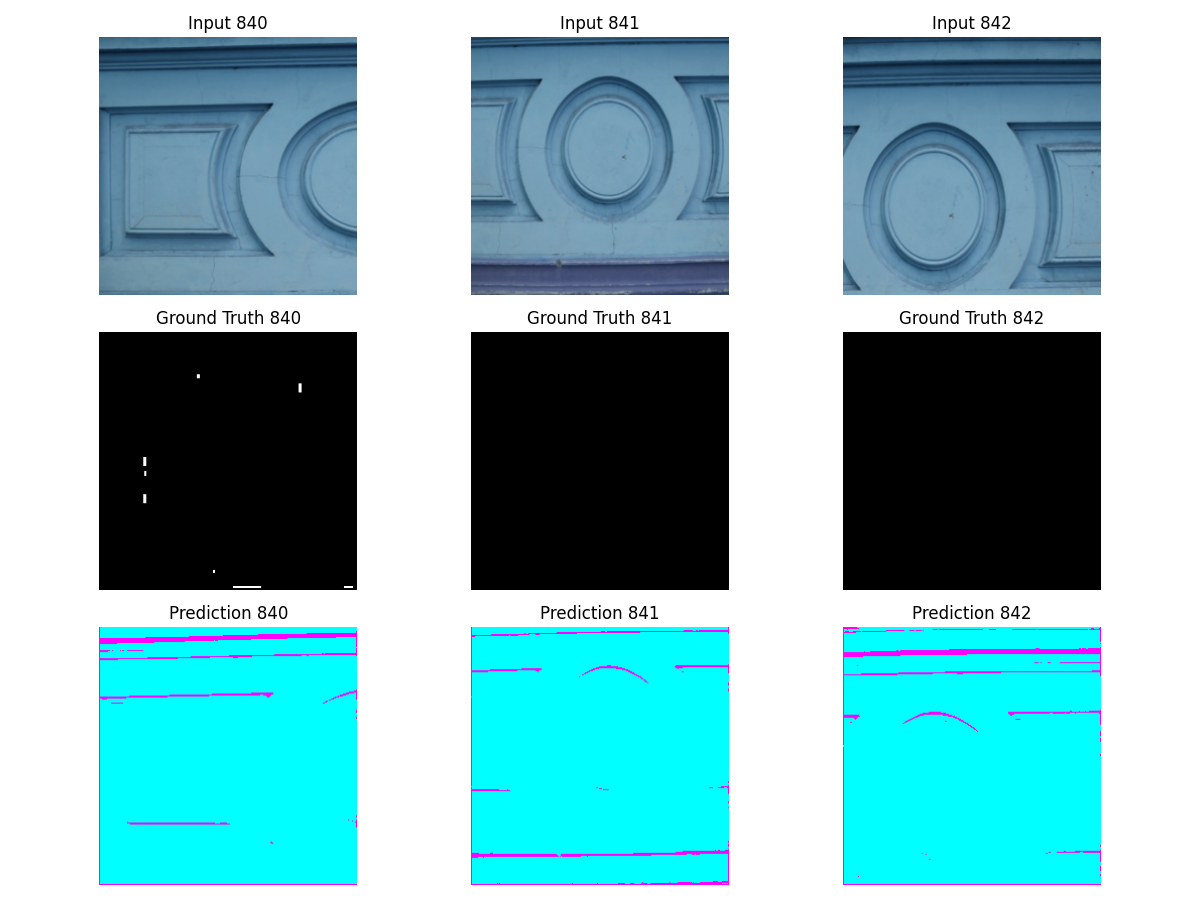 Input 840
Input 841
Input 842
Ground Truth 840
Ground Truth 841
Ground Truth 842
Prediction 840
Prediction 841
Prediction 842